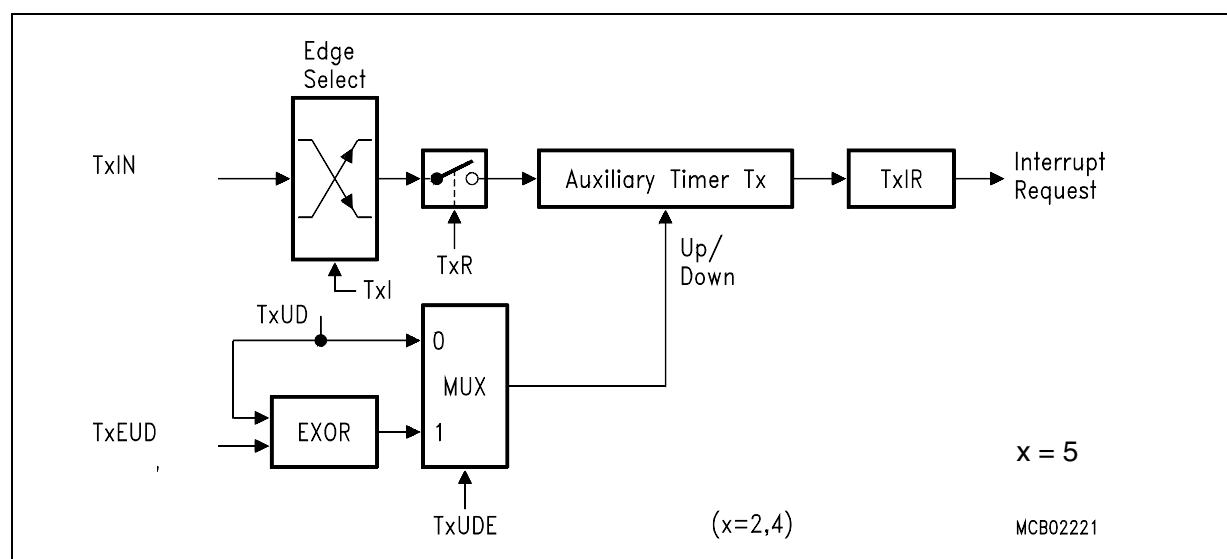 Edge
Select
TxIN
Auxiliary Timer Tx
TxIR
Interrupt
Request
TxR
TxI
Up/
Down
TxUD
0
MUX
1
EXOR
TxEUD
,
TxUDE
x = 5
(x=2,4)
MCB02221